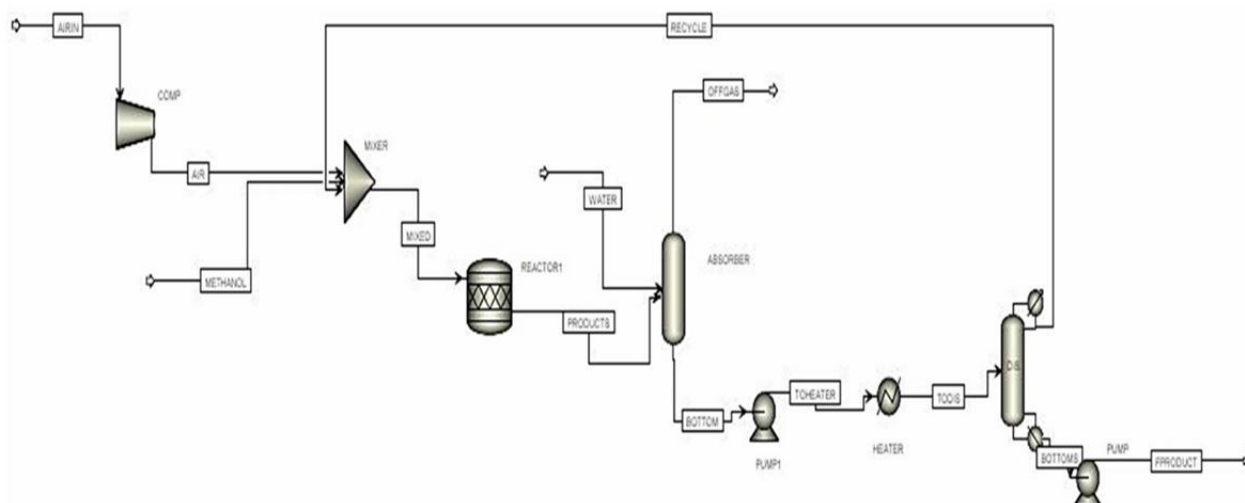 AIRIN
RECYCLE
COMP
OFFGAS
MIXER
AIR
WATER
MIXED
ABSORBER
REACTOR1
METHANOL
PRODUCTS
DIS
TOHEATER
TODIS
BOTTOM
HEATER
PUMP1
BOTTOMS
PUMP
FPRODUCT